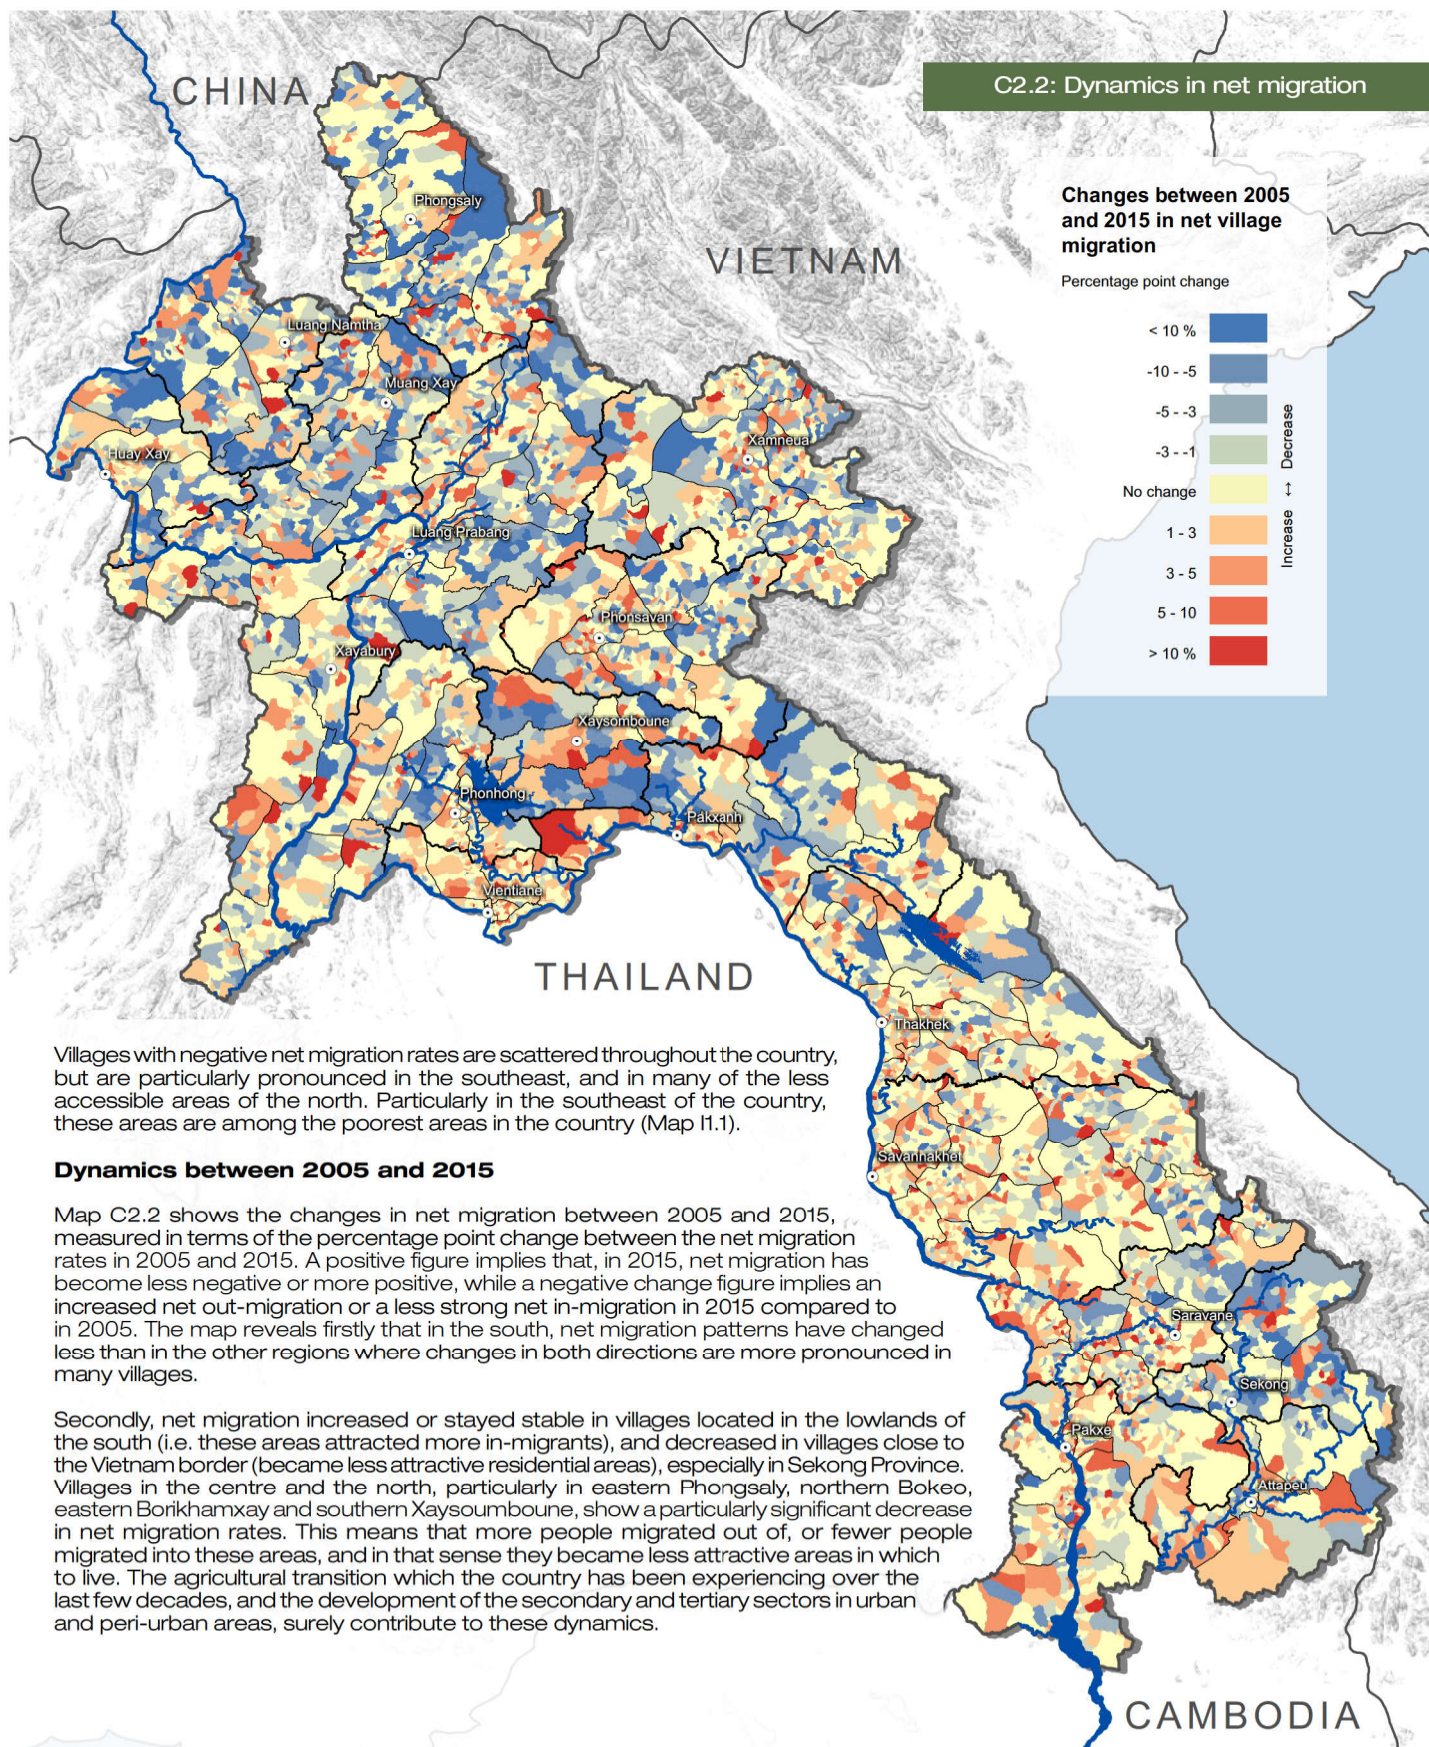 C2.2: Dynamics in net migration
CHINA
VIETNAM
THAILAND
CAMBODIA
Changes between 2005
and 2015 in net village
migration
Percentage point change
< 10 %
-10 - -5
-5 - -3
-3 - -1
No change
1 - 3
3 - 5
5 - 10
> 10 %
Increase ↔ Decrease
Phongsaly
Luang Namtha
Muang Xay
Xamneua
Huay Xay
Luang Prabang
Phonsavan
Xayabury
Xaysomboune
Phonhong
Pakxanh
Vientiane
Thakhek
Savannakhet
Saravane
Sekong
Pakxe
Attapeu
Villages with negative net migration rates are scattered throughout the country,
but are particularly pronounced in the southeast, and in many of the less
accessible areas of the north. Particularly in the southeast of the country,
these areas are among the poorest areas in the country (Map I1.1).
Dynamics between 2005 and 2015
Map C2.2 shows the changes in net migration between 2005 and 2015,
measured in terms of the percentage point change between the net migration
rates in 2005 and 2015. A positive figure implies that, in 2015, net migration has
become less negative or more positive, while a negative change figure implies an
increased net out-migration or a less strong net in-migration in 2015 compared to
in 2005. The map reveals firstly that in the south, net migration patterns have changed
less than in the other regions where changes in both directions are more pronounced in
many villages.
Secondly, net migration increased or stayed stable in villages located in the lowlands of
the south (i.e. these areas attracted more in-migrants), and decreased in villages close to
the Vietnam border (became less attractive residential areas), especially in Sekong Province.
Villages in the centre and the north, particularly in eastern Phongsaly, northern Bokeo,
eastern Borikhamxay and southern Xaysoumboune, show a particularly significant decrease
in net migration rates. This means that more people migrated out of, or fewer people
migrated into these areas, and in that sense they became less attractive areas in which
to live. The agricultural transition which the country has been experiencing over the
last few decades, and the development of the secondary and tertiary sectors in urban
and peri-urban areas, surely contribute to these dynamics.